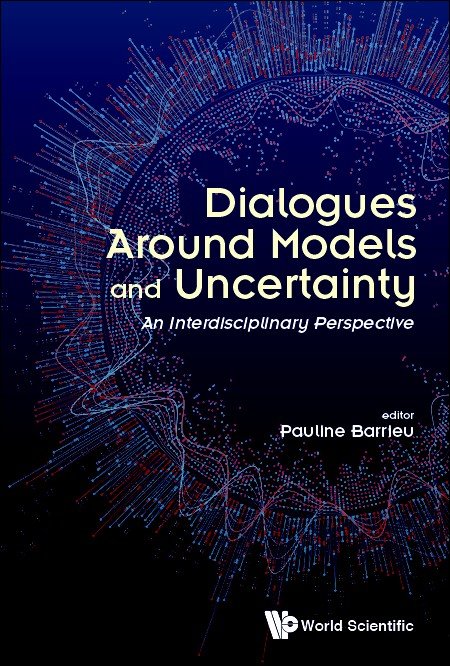 Dialogues
Around Models
and Uncertainty
An Interdisciplinary Perspective
editor
Pauline Barrieu
World Scientific